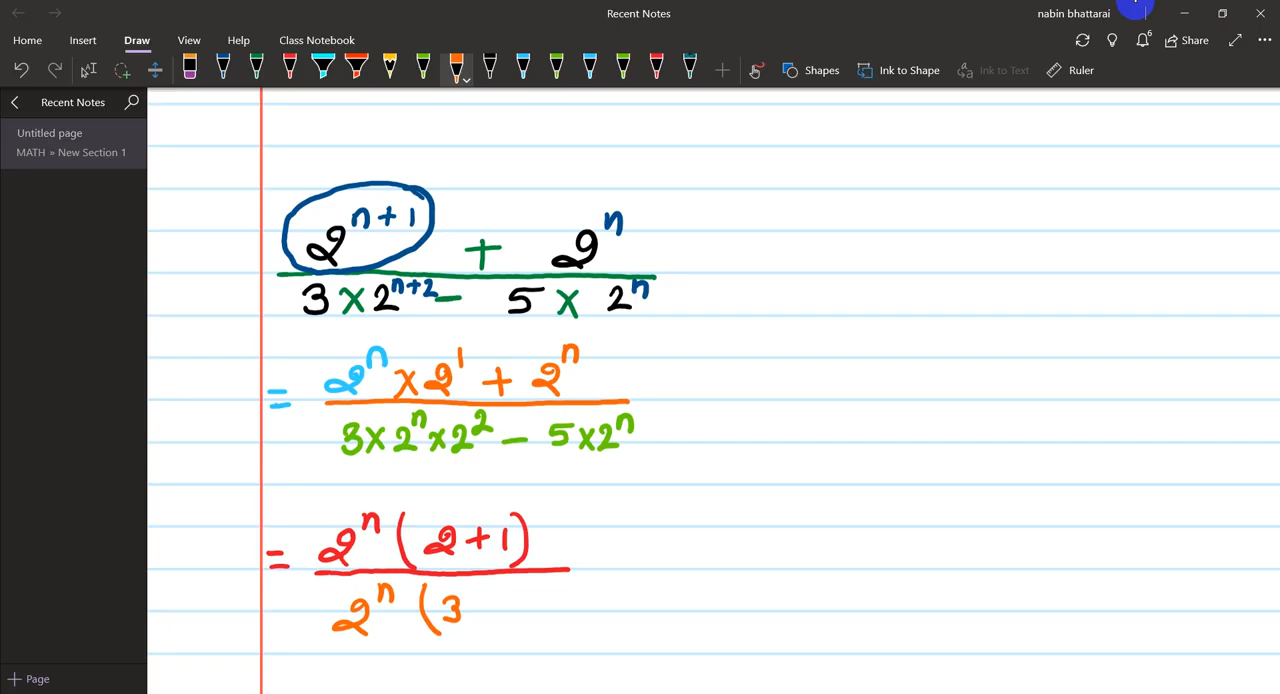 Recent Notes
nabin bhattarai
Home Insert Draw View Help Class Notebook
6 Share
Shapes Ink to Shape Ink to Text Ruler
Recent Notes
Untitled page
MATH » New Section 1
2^{n+1} + 2^n
3 × 2^{n+2} - 5 × 2^n
= 2^n × 2^1 + 2^n
3 × 2^n × 2^2 - 5 × 2^n
= 2^n ( 2 + 1 )
2^n ( 3
+ Page